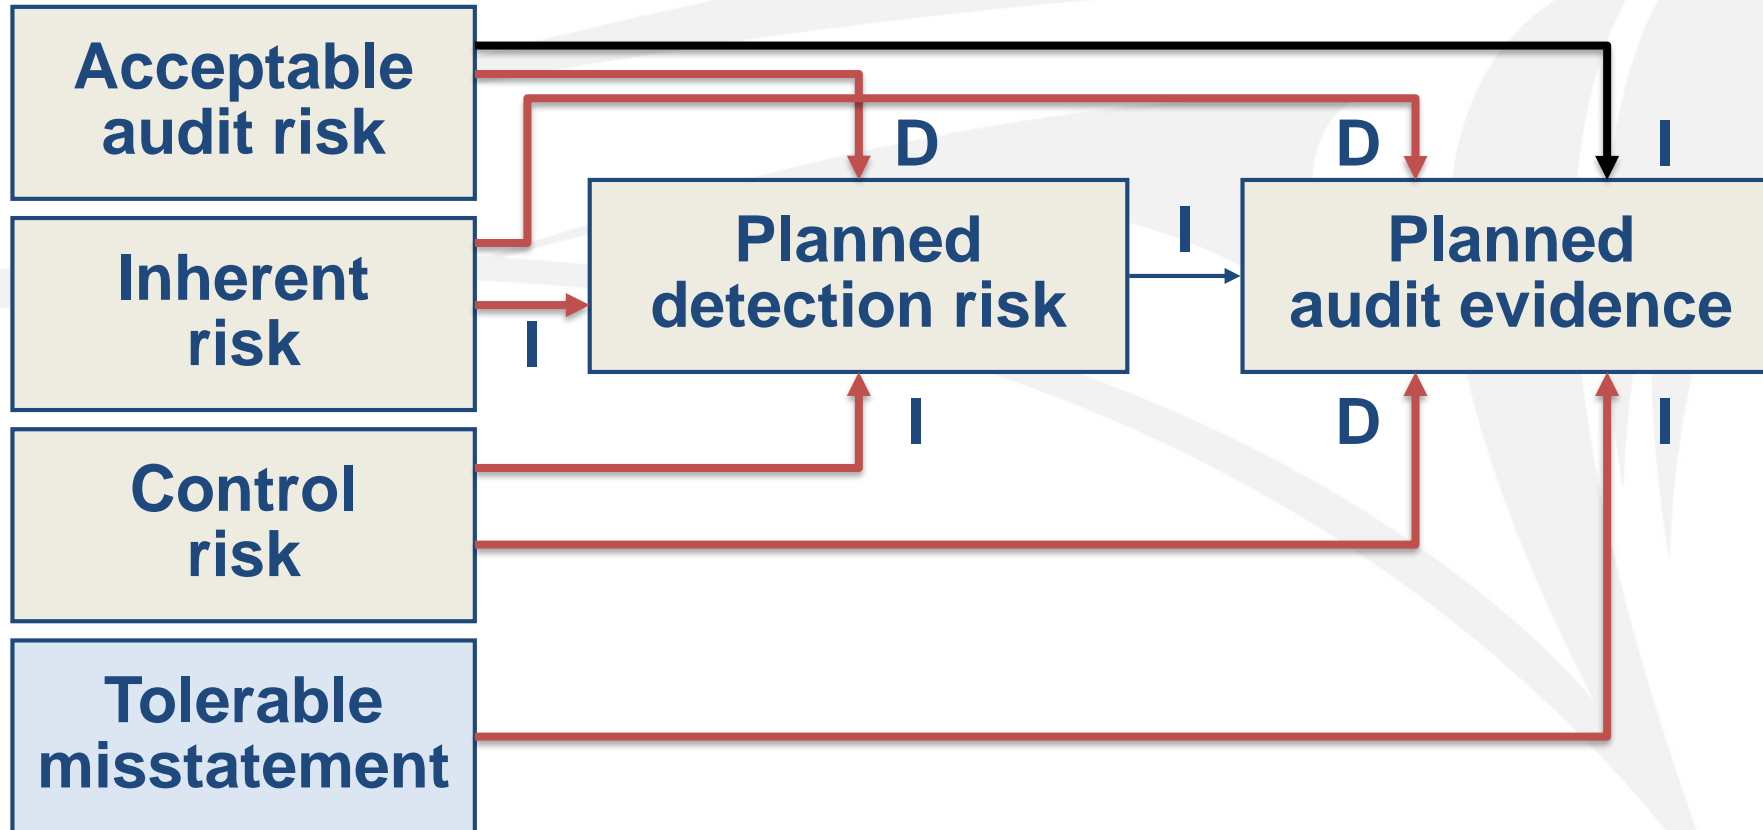 Acceptable
audit risk
D
D
I
Inherent
risk
I
Planned
detection risk
I
Planned
audit evidence
I
D
I
Control
risk
Tolerable
misstatement